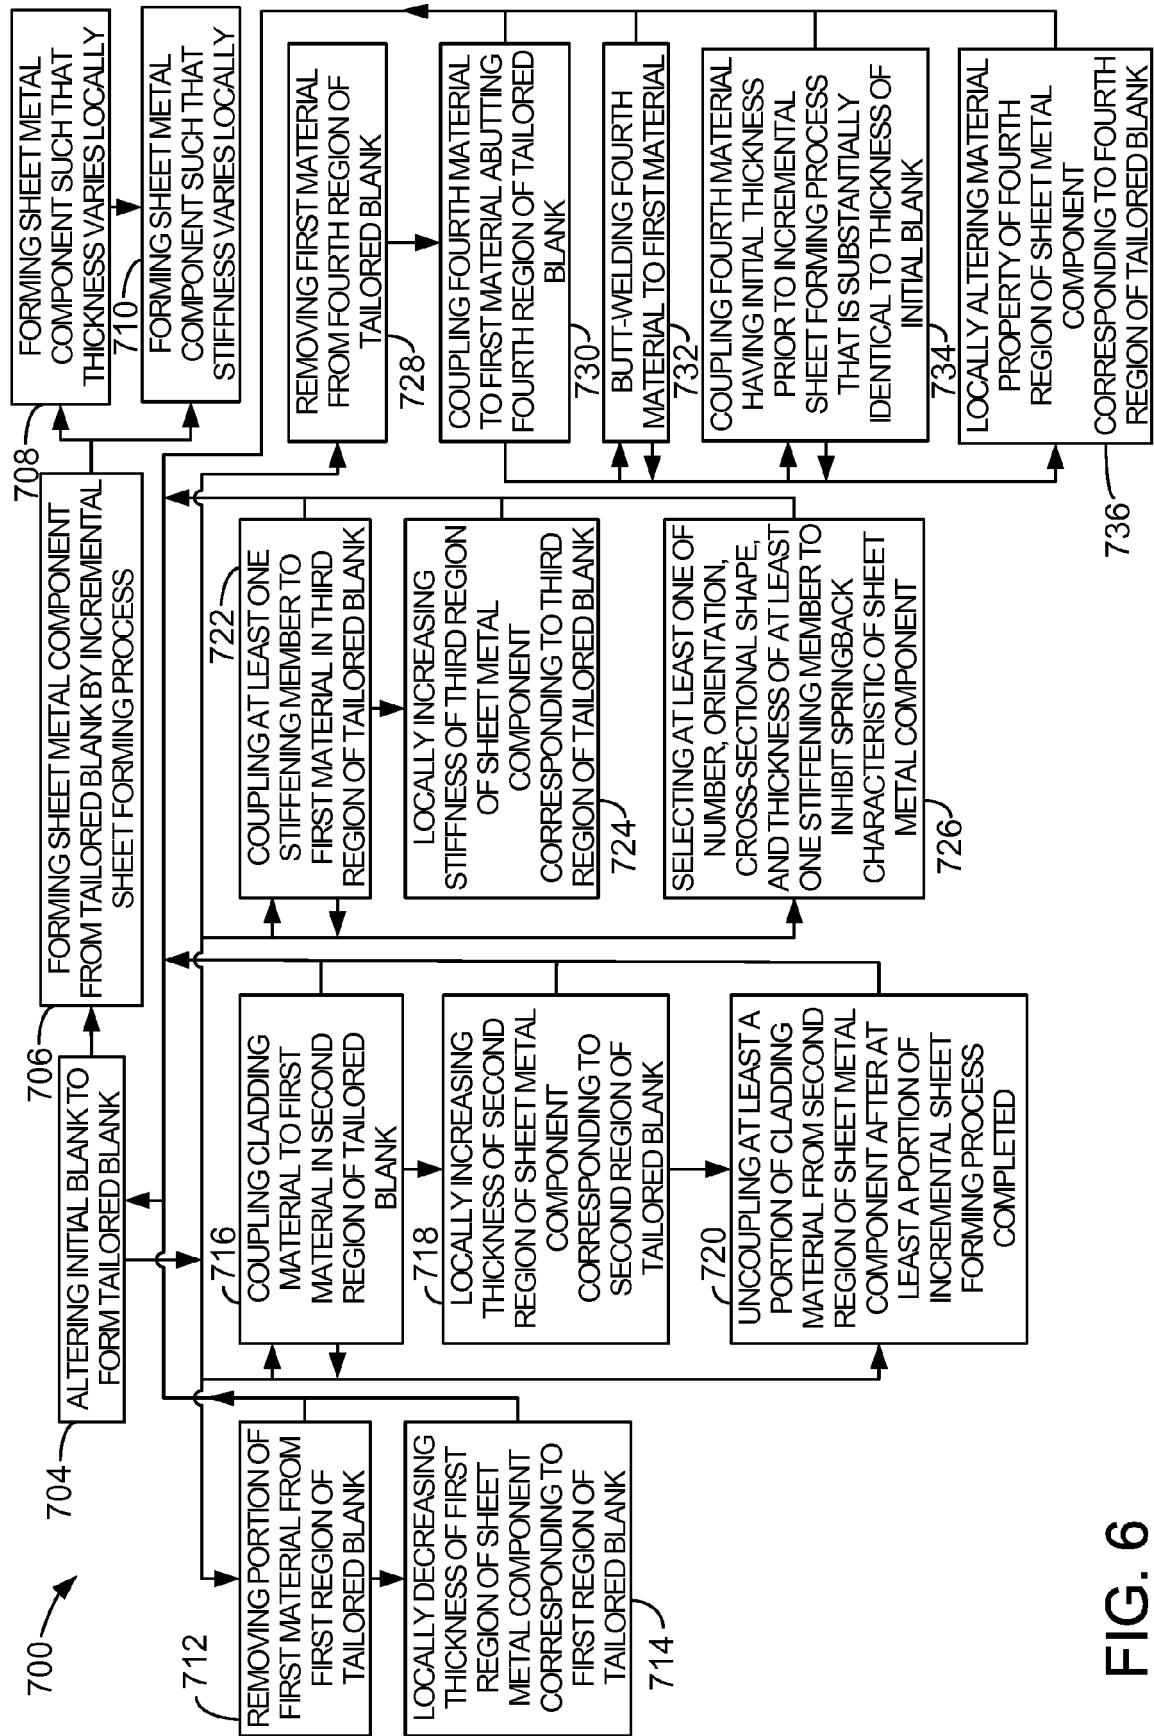 700
704
ALTERING INITIAL BLANK TO
FORM TAILORED BLANK
706
FORMING SHEET METAL COMPONENT
FROM TAILORED BLANK BY INCREMENTAL
SHEET FORMING PROCESS
708
FORMING SHEET METAL
COMPONENT SUCH THAT
THICKNESS VARIES LOCALLY
710
FORMING SHEET METAL
COMPONENT SUCH THAT
STIFFNESS VARIES LOCALLY
712
REMOVING PORTION OF
FIRST MATERIAL FROM
FIRST REGION OF
TAILORED BLANK
LOCALLY DECREASING
THICKNESS OF FIRST
REGION OF SHEET
METAL COMPONENT
CORRESPONDING TO
FIRST REGION OF
TAILORED BLANK
714
716
COUPLING CLADDING
MATERIAL TO FIRST
MATERIAL IN SECOND
REGION OF TAILORED
BLANK
718
LOCALLY INCREASING
THICKNESS OF SECOND
REGION OF SHEET METAL
COMPONENT
CORRESPONDING TO
SECOND REGION OF
TAILORED BLANK
720
UNCOUPLING AT LEAST A
PORTION OF CLADDING
MATERIAL FROM SECOND
REGION OF SHEET METAL
COMPONENT AFTER AT
LEAST A PORTION OF
INCREMENTAL SHEET
FORMING PROCESS
COMPLETED
722
COUPLING AT LEAST ONE
STIFFENING MEMBER TO
FIRST MATERIAL IN THIRD
REGION OF TAILORED BLANK
LOCALLY INCREASING
STIFFNESS OF THIRD REGION
OF SHEET METAL
COMPONENT
CORRESPONDING TO THIRD
REGION OF TAILORED BLANK
724
SELECTING AT LEAST ONE OF
NUMBER, ORIENTATION,
CROSS-SECTIONAL SHAPE,
AND THICKNESS OF AT LEAST
ONE STIFFENING MEMBER TO
INHIBIT SPRINGBACK
CHARACTERISTIC OF SHEET
METAL COMPONENT
726
REMOVING FIRST MATERIAL
FROM FOURTH REGION OF
TAILORED BLANK
728
COUPLING FOURTH MATERIAL
TO FIRST MATERIAL ABUTTING
FOURTH REGION OF TAILORED
BLANK
730
BUTT-WELDING FOURTH
MATERIAL TO FIRST MATERIAL
732
COUPLING FOURTH MATERIAL
HAVING INITIAL THICKNESS
PRIOR TO INCREMENTAL
SHEET FORMING PROCESS
THAT IS SUBSTANTIALLY
IDENTICAL TO THICKNESS OF
INITIAL BLANK
734
LOCALLY ALTERING MATERIAL
PROPERTY OF FOURTH
REGION OF SHEET METAL
COMPONENT
CORRESPONDING TO FOURTH
REGION OF TAILORED BLANK
736
FIG. 6